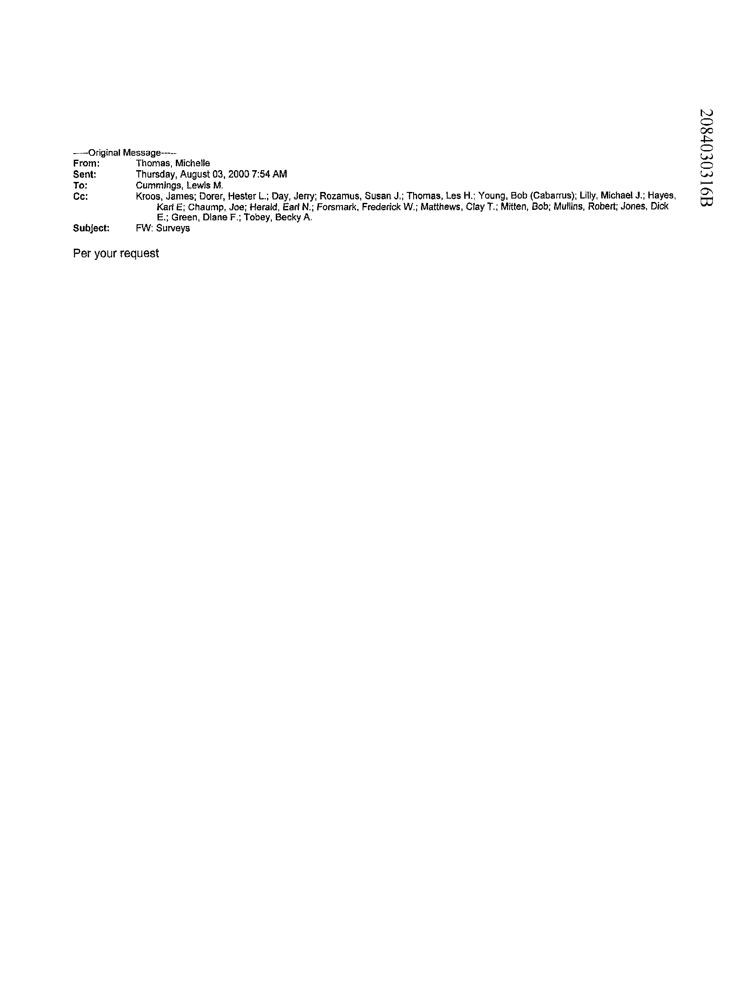 -----Original Message-----
From: Thomas, Michelle
Sent: Thursday, August 03, 2000 7:54 AM
To: Cummings, Lewis M.
Cc: Kroos, James; Dorer, Hester L.; Day, Jerry; Rozamus, Susan J.; Thomas, Les H.; Young, Bob (Cabarrus); Lilly, Michael J.; Hayes,
Karl E; Chaump, Joe; Herald, Earl N.; Forsmark, Frederick W.; Matthews, Clay T.; Mitten, Bob; Mullins, Robert; Jones, Dick
E.; Green, Diane F.; Tobey, Becky A.
Subject: FW: Surveys
Per your request
2084030316B